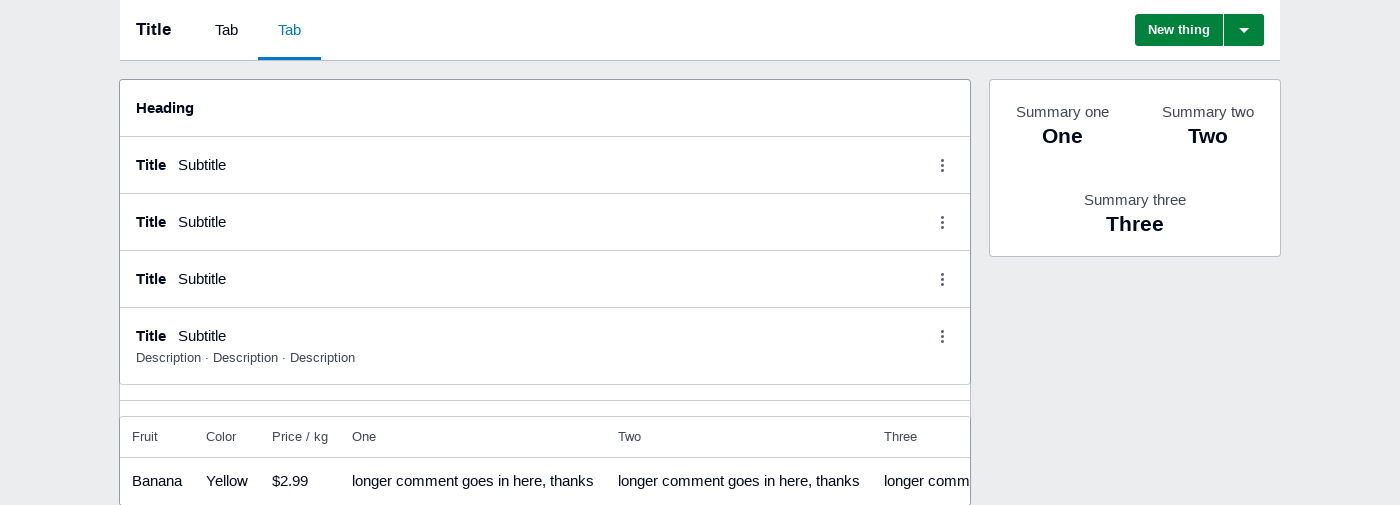 Title Tab Tab New thing
Heading
Title Subtitle
Title Subtitle
Title Subtitle
Title Subtitle
Description · Description · Description
Fruit Color Price / kg One Two Three
Banana Yellow $2.99 longer comment goes in here, thanks longer comment goes in here, thanks longer comm
Summary one Summary two
One Two
Summary three
Three